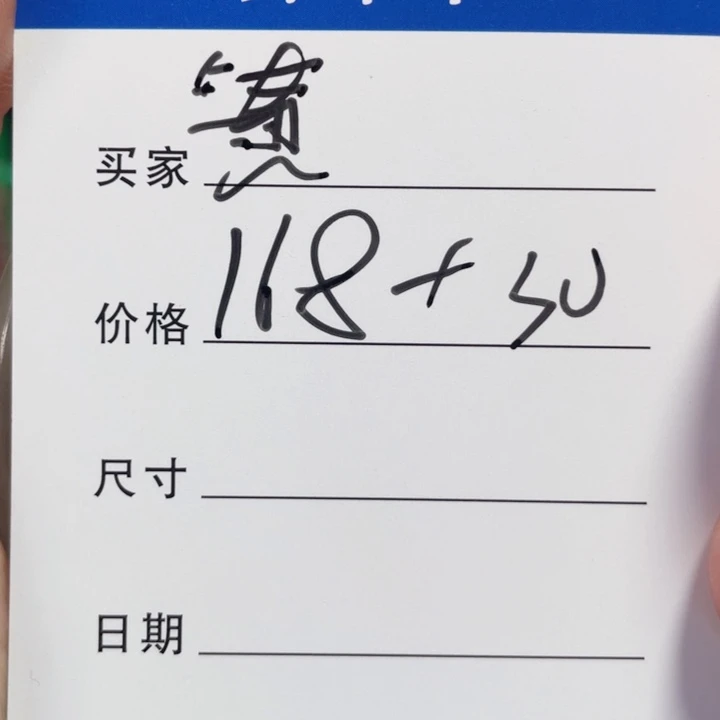 买家
价格 118+50
尺寸
日期